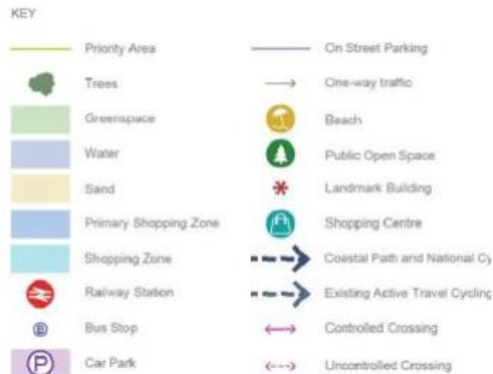 KEY
Priority Area
Trees
Greenspace
Water
Sand
Primary Shopping Zone
Shopping Zone
Railway Station
B Bus Stop
P Car Park
On Street Parking
One-way traffic
Beach
Public Open Space
Landmark Building
Shopping Centre
Coastal Path and National Cy
Existing Active Travel Cycling
Controlled Crossing
Uncontrolled Crossing